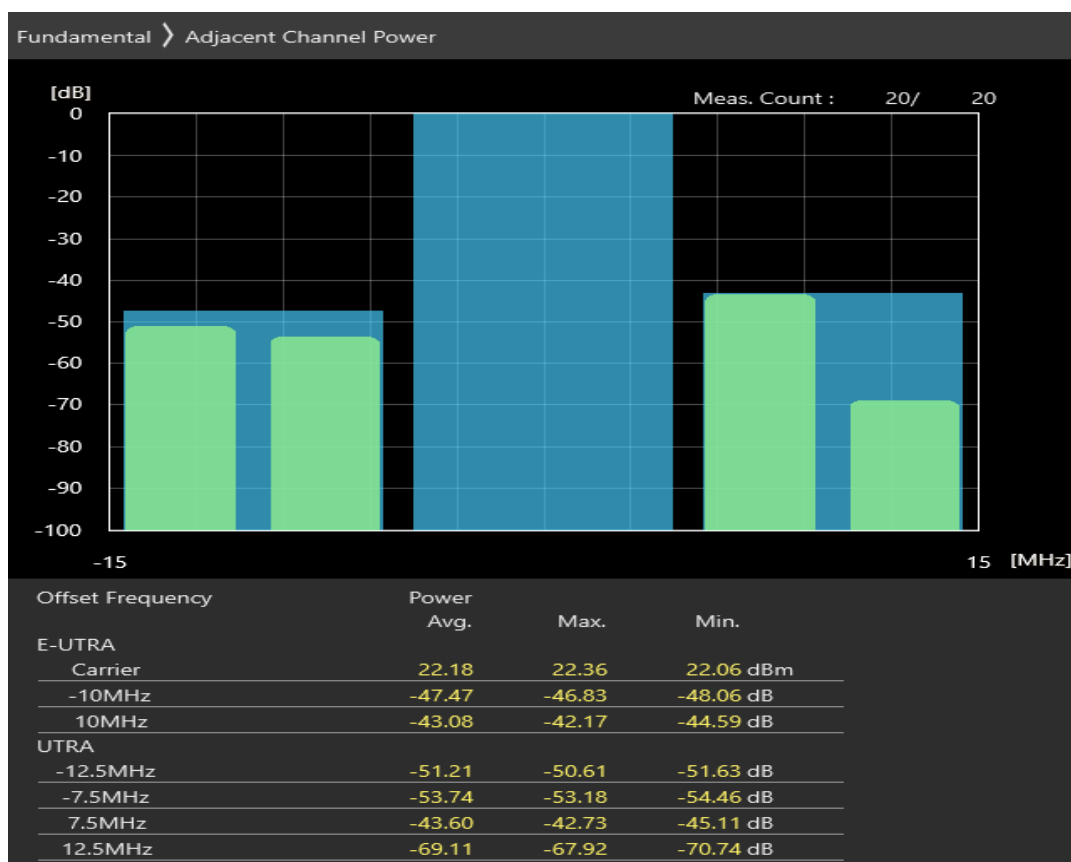 Fundamental ❯ Adjacent Channel Power
[dB]
Meas. Count : 20/ 20
0
-10
-20
-30
-40
-50
-60
-70
-80
-90
-100
-15 15 [MHz]
Offset Frequency Power
Avg. Max. Min.
E-UTRA
Carrier 22.18 22.36 22.06 dBm
-10MHz -47.47 -46.83 -48.06 dB
10MHz -43.08 -42.17 -44.59 dB
UTRA
-12.5MHz -51.21 -50.61 -51.63 dB
-7.5MHz -53.74 -53.18 -54.46 dB
7.5MHz -43.60 -42.73 -45.11 dB
12.5MHz -69.11 -67.92 -70.74 dB